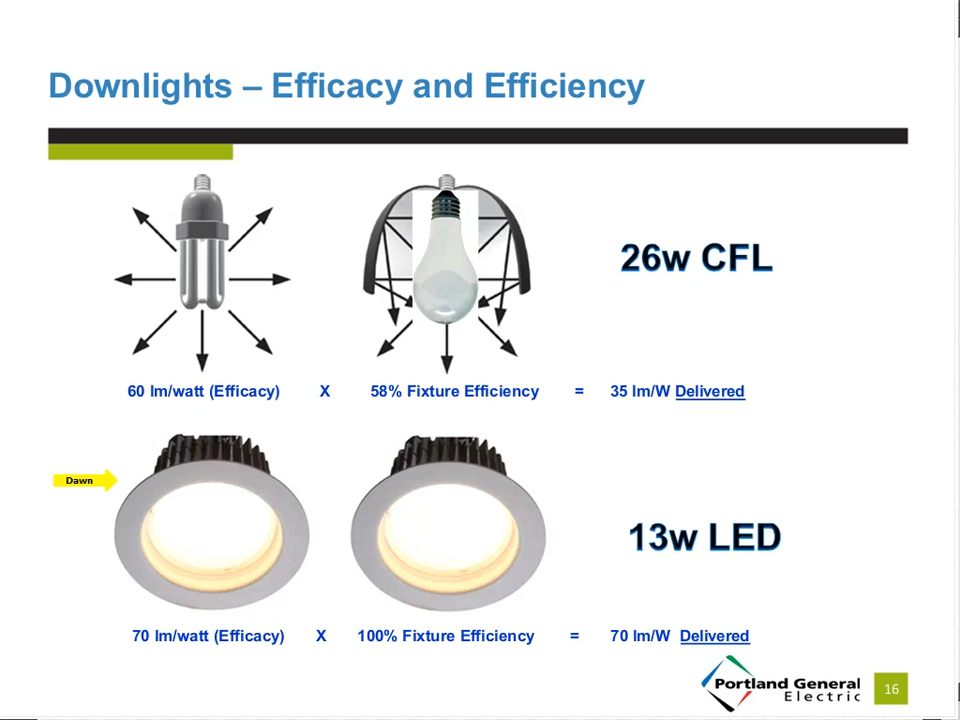 Downlights – Efficacy and Efficiency
26w CFL
60 lm/watt (Efficacy) X 58% Fixture Efficiency = 35 lm/W Delivered
Dawn
13w LED
70 lm/watt (Efficacy) X 100% Fixture Efficiency = 70 lm/W Delivered
Portland General
Electric
16